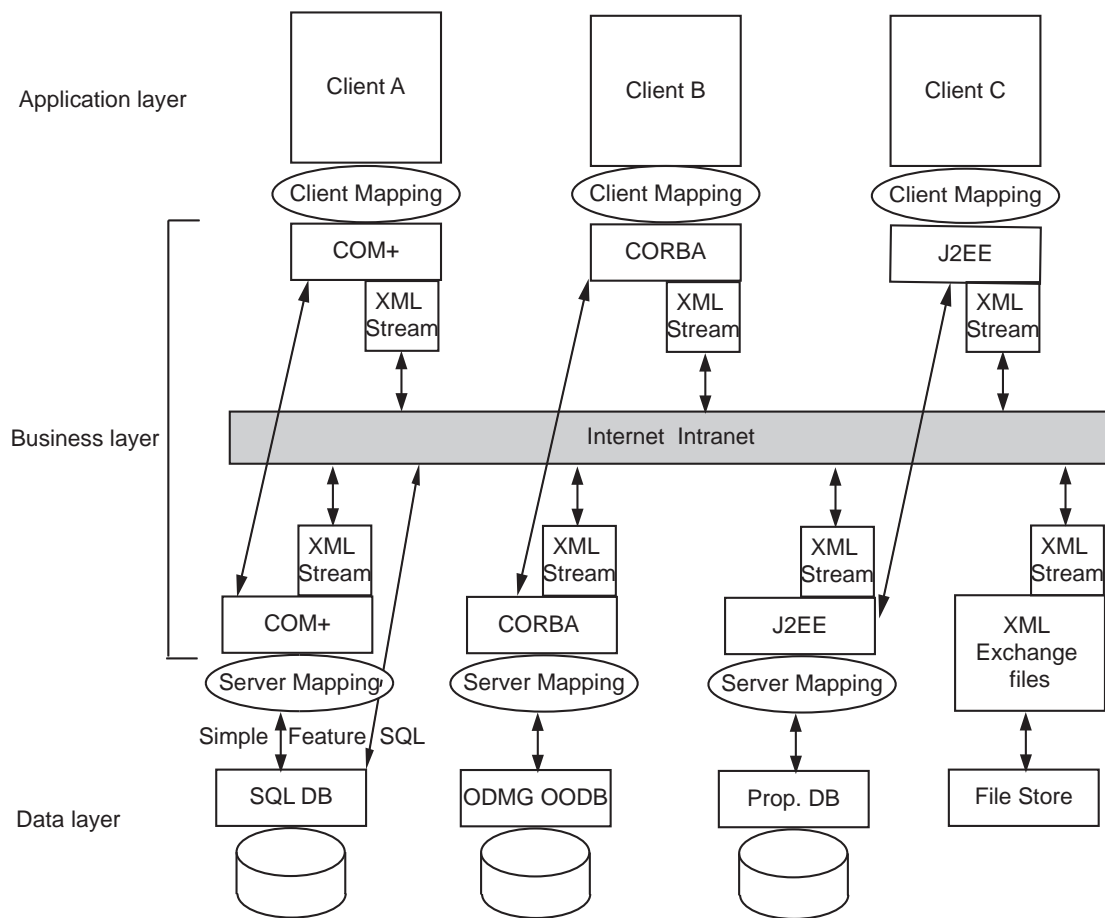 Client A
Client B
Client C
Application layer
Client Mapping
Client Mapping
Client Mapping
COM+
CORBA
J2EE
XML
Stream
XML
Stream
XML
Stream
Business layer
Internet Intranet
XML
Stream
XML
Stream
XML
Stream
XML
Stream
COM+
CORBA
J2EE
XML
Exchange
files
Server Mapping
Server Mapping
Server Mapping
Simple Feature SQL
Data layer
SQL DB
ODMG OODB
Prop. DB
File Store